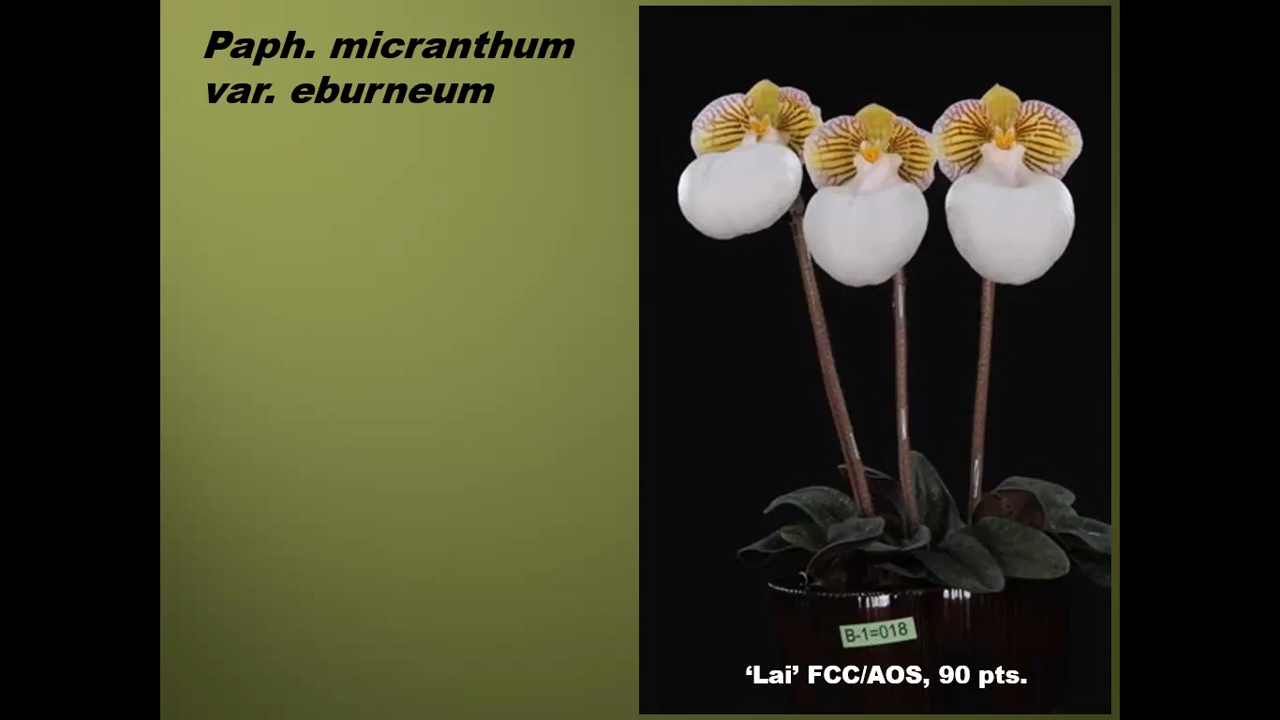 Paph. micranthum
var. eburneum
B-1=018
‘Lai’ FCC/AOS, 90 pts.